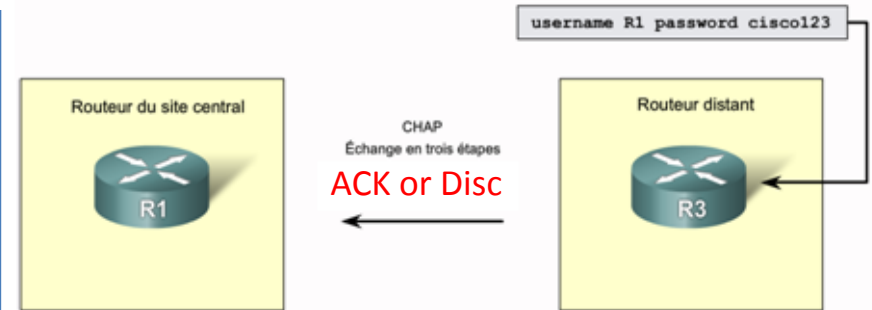 username R1 password cisco123
Routeur du site central
Routeur distant
CHAP
Échange en trois étapes
ACK or Disc
R1
R3